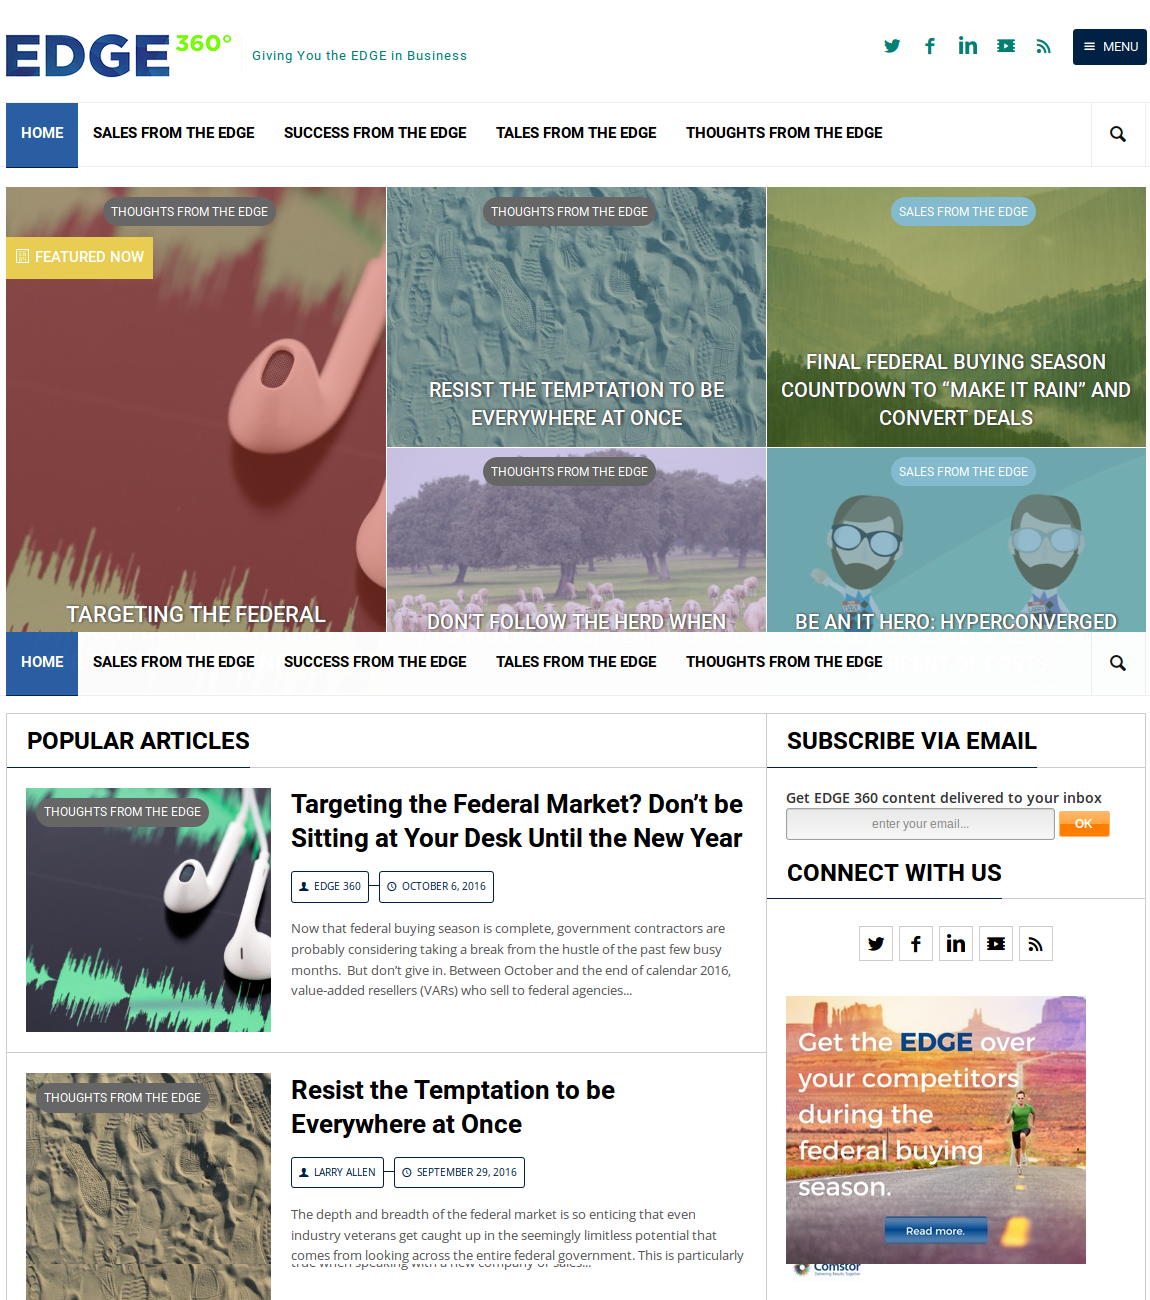 EDGE 360°
Giving You the EDGE in Business
MENU
HOME
SALES FROM THE EDGE
SUCCESS FROM THE EDGE
TALES FROM THE EDGE
THOUGHTS FROM THE EDGE
THOUGHTS FROM THE EDGE
FEATURED NOW
TARGETING THE FEDERAL
THOUGHTS FROM THE EDGE
RESIST THE TEMPTATION TO BE
EVERYWHERE AT ONCE
SALES FROM THE EDGE
FINAL FEDERAL BUYING SEASON
COUNTDOWN TO “MAKE IT RAIN” AND
CONVERT DEALS
THOUGHTS FROM THE EDGE
DON'T FOLLOW THE HERD WHEN
SALES FROM THE EDGE
BE AN IT HERO: HYPERCONVERGED
HOME
SALES FROM THE EDGE
SUCCESS FROM THE EDGE
TALES FROM THE EDGE
THOUGHTS FROM THE EDGE
POPULAR ARTICLES
THOUGHTS FROM THE EDGE
Targeting the Federal Market? Don’t be
Sitting at Your Desk Until the New Year
EDGE 360
OCTOBER 6, 2016
Now that federal buying season is complete, government contractors are
probably considering taking a break from the hustle of the past few busy
months.  But don’t give in. Between October and the end of calendar 2016,
value-added resellers (VARs) who sell to federal agencies...
THOUGHTS FROM THE EDGE
Resist the Temptation to be
Everywhere at Once
LARRY ALLEN
SEPTEMBER 29, 2016
The depth and breadth of the federal market is so enticing that even
industry veterans get caught up in the seemingly limitless potential that
comes from looking across the entire federal government. This is particularly
true when speaking with a new company or sales...
SUBSCRIBE VIA EMAIL
Get EDGE 360 content delivered to your inbox
enter your email...
OK
CONNECT WITH US
Get the EDGE over
your competitors
during the
federal buying
season.
Read more.
Comstor
Delivering Results Together